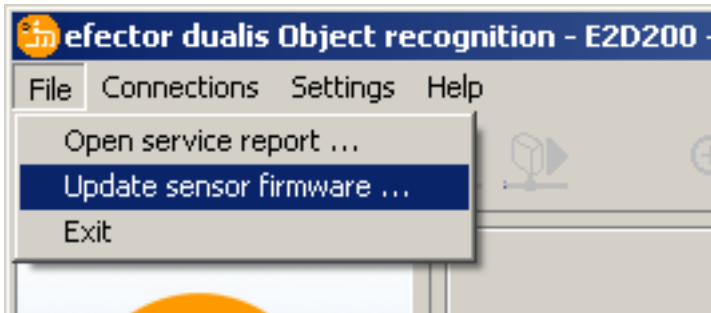 efector dualis Object recognition - E2D200 -
File Connections Settings Help
Open service report ...
Update sensor firmware ...
Exit